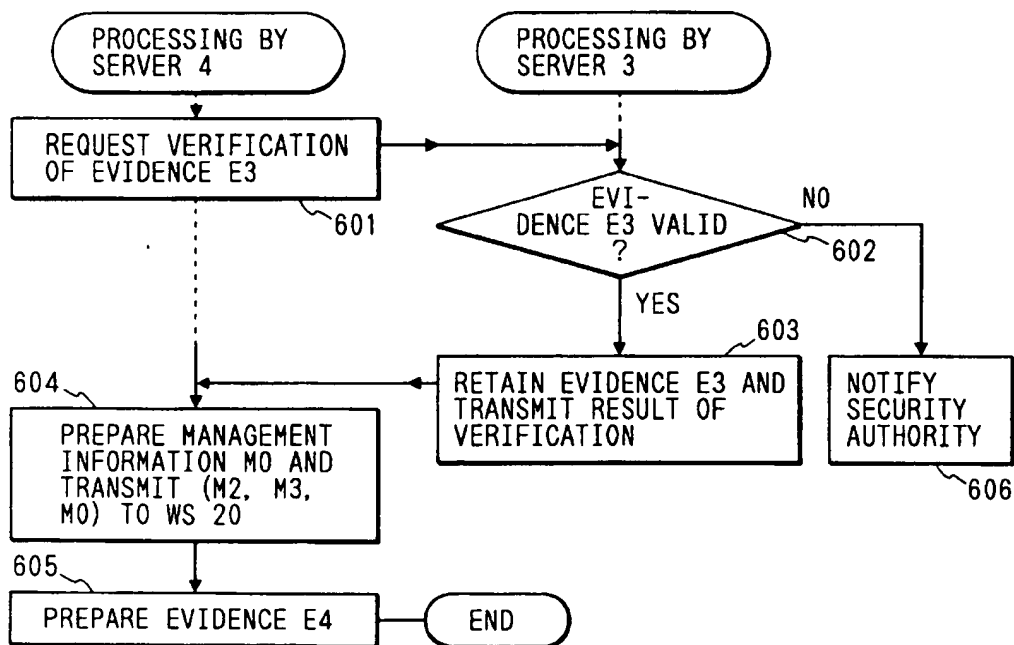 PROCESSING BY
SERVER 4
PROCESSING BY
SERVER 3
REQUEST VERIFICATION
OF EVIDENCE E3
601
EVI-
DENCE E3 VALID
?
NO
602
YES
603
RETAIN EVIDENCE E3 AND
TRANSMIT RESULT OF
VERIFICATION
NOTIFY
SECURITY
AUTHORITY
606
604
PREPARE MANAGEMENT
INFORMATION M0 AND
TRANSMIT (M2, M3,
M0) TO WS 20
605
PREPARE EVIDENCE E4
END